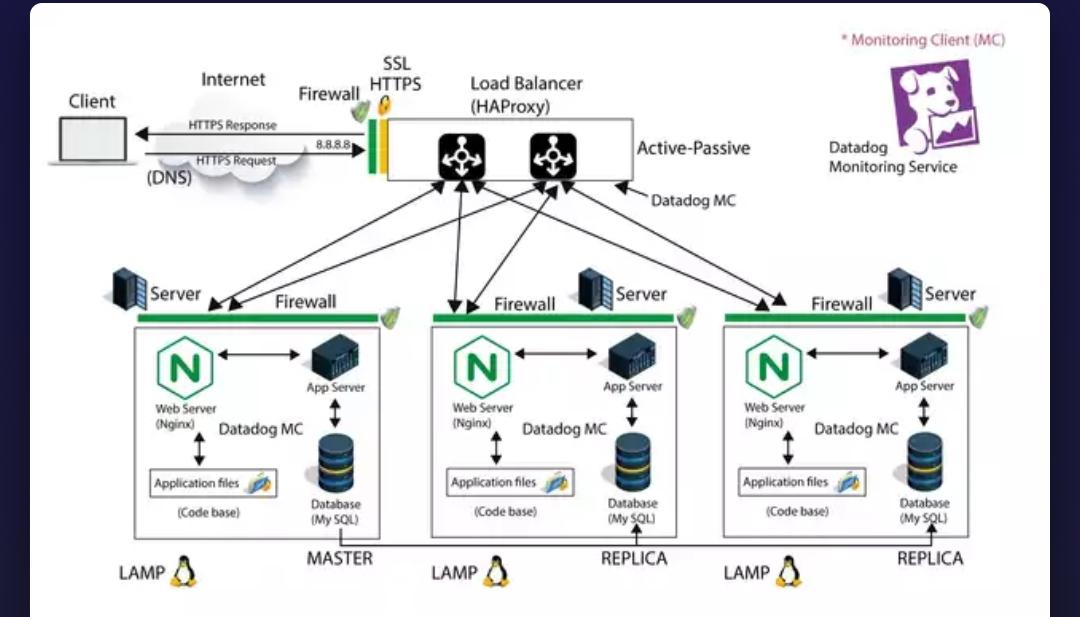 * Monitoring Client (MC)
SSL
HTTPS
Internet
Firewall
Load Balancer
(HAProxy)
Client
HTTPS Response
8.8.8.8
HTTPS Request
(DNS)
Active-Passive
Datadog
Monitoring Service
Datadog MC
Server
Firewall
Firewall
Server
Firewall
Server
N
App Server
Web Server
(Nginx)
Datadog MC
Application files
(Code base)
Database
(My SQL)
N
App Server
Web Server
(Nginx)
Datadog MC
Application files
(Code base)
Database
(My SQL)
N
App Server
Web Server
(Nginx)
Datadog MC
Application files
(Code base)
Database
(My SQL)
MASTER
REPLICA
REPLICA
LAMP
LAMP
LAMP